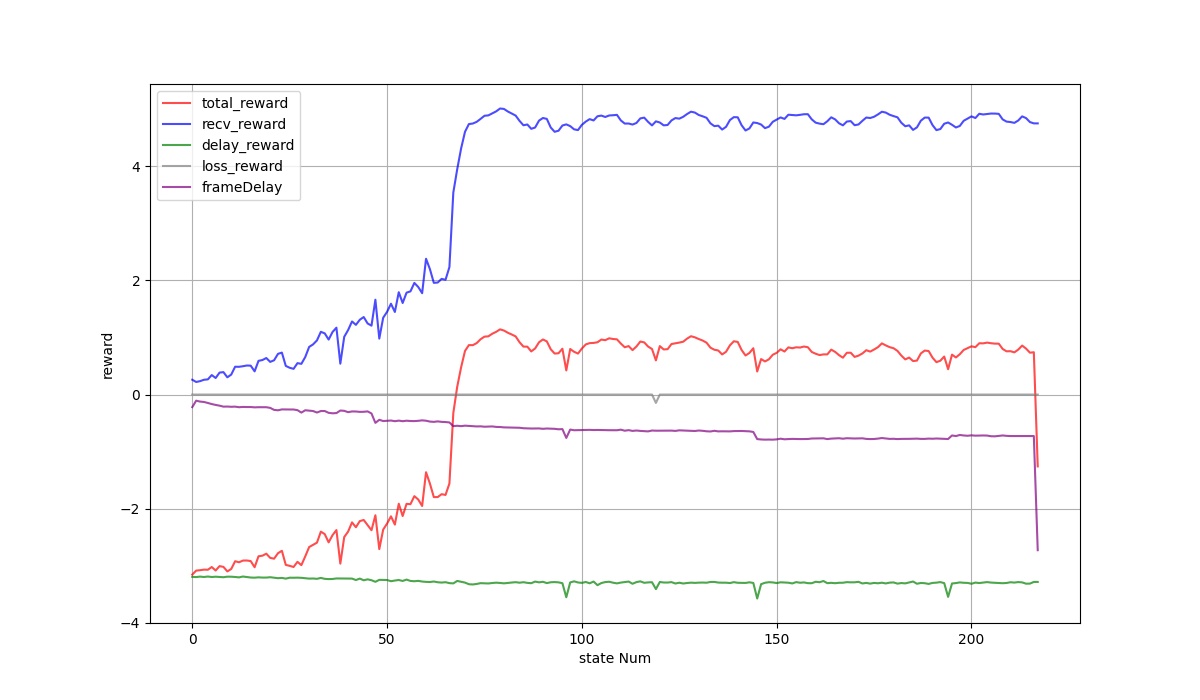 total_reward
recv_reward
delay_reward
loss_reward
frameDelay
4
2
0
−2
−4
reward
0 50 100 150 200
state Num